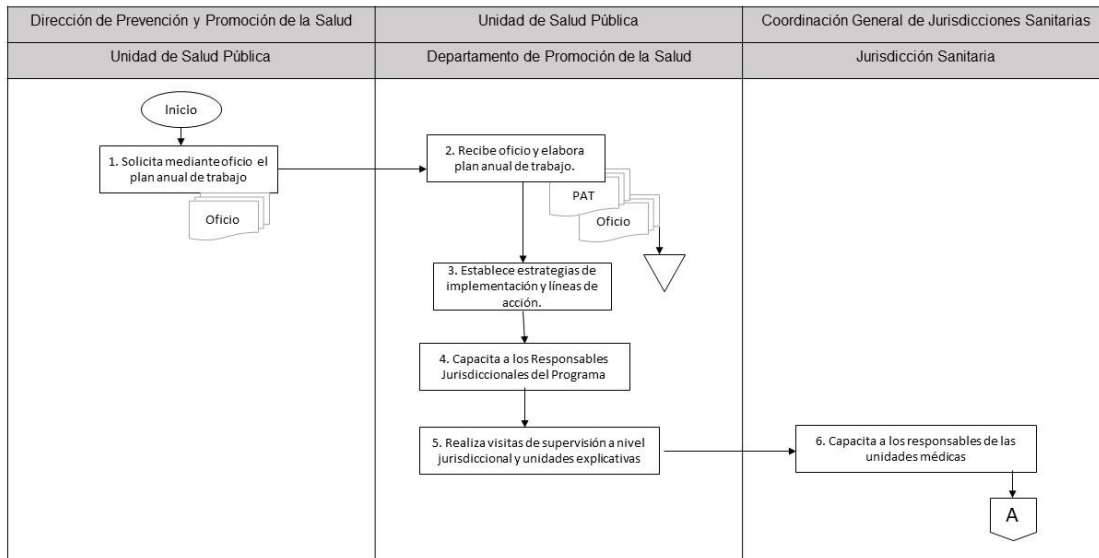 Dirección de Prevención y Promoción de la Salud
Unidad de Salud Pública
Coordinación General de Jurisdicciones Sanitarias
Unidad de Salud Pública
Departamento de Promoción de la Salud
Jurisdicción Sanitaria
Inicio
1. Solicita mediante oficio el
plan anual de trabajo
Oficio
2. Recibe oficio y elabora
plan anual de trabajo.
PAT
Oficio
3. Establece estrategias de
implementación y líneas de
acción.
4. Capacita a los Responsables
Jurisdiccionales del Programa
5. Realiza visitas de supervisión a nivel
jurisdiccional y unidades explicativas
6. Capacita a los responsables de las
unidades médicas
A